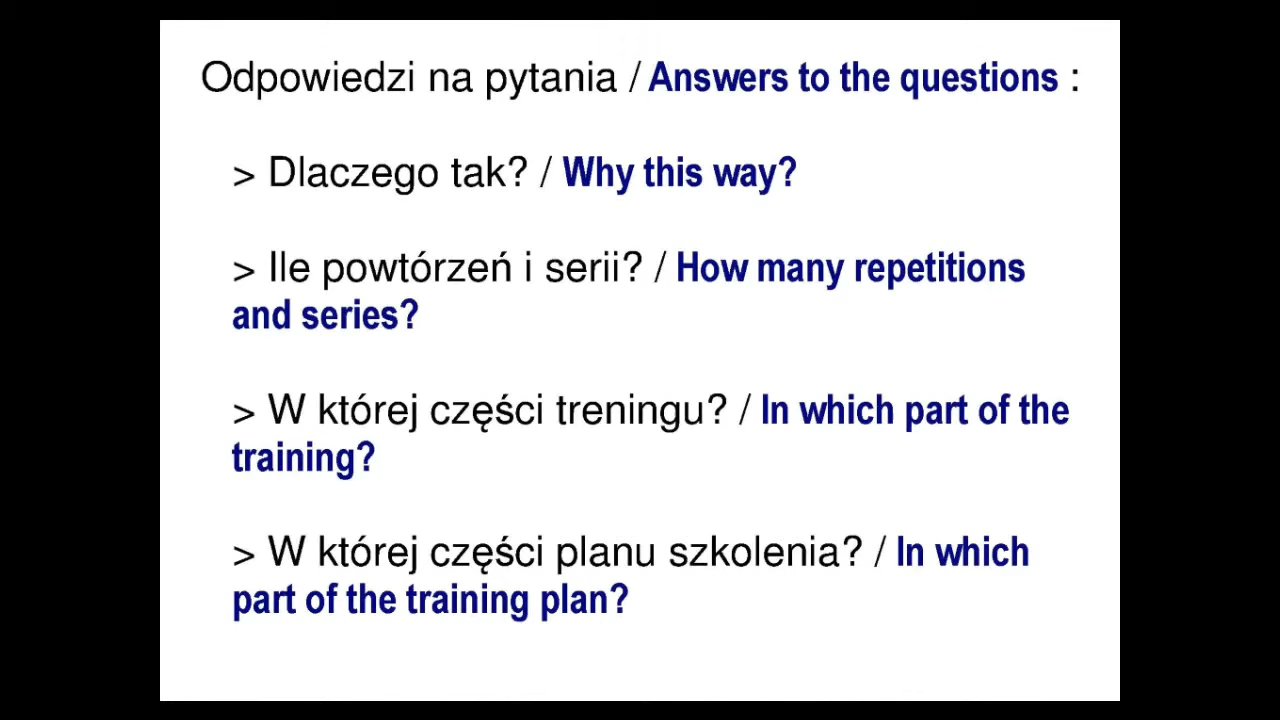 Odpowiedzi na pytania / Answers to the questions :
> Dlaczego tak? / Why this way?
> Ile powtórzeń i serii? / How many repetitions
and series?
> W której części treningu? / In which part of the
training?
> W której części planu szkolenia? / In which
part of the training plan?